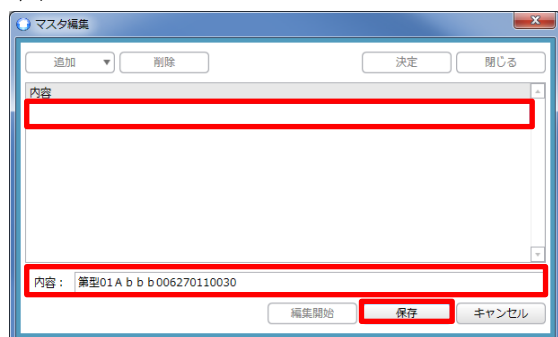 マスタ編集
追加 ▼ 削除 決定 閉じる
内容
内容： 第型01Ａｂｂｂ006270110030
編集開始 保存 キャンセル